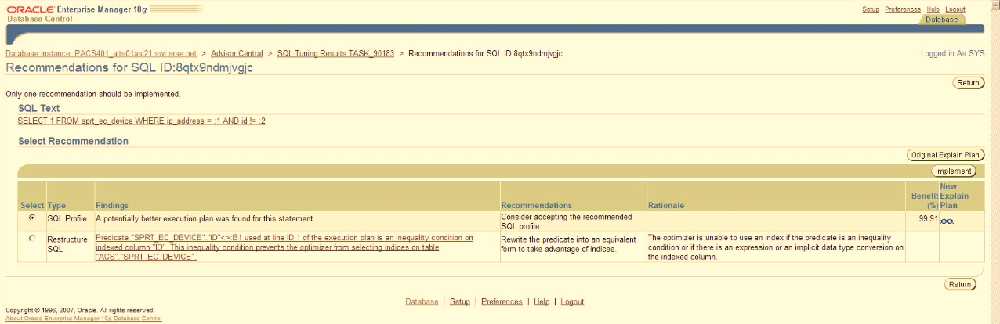 ORACLE Enterprise Manager 10g
Database Control
Setup Preferences Help Logout
Database
Database Instance: PACS401_alts01asi21.swi.srse.net > Advisor Central > SQL Tuning Results:TASK_90183 > Recommendations for SQL ID:8qtx9ndmjvgjc
Logged in As SYS
Recommendations for SQL ID:8qtx9ndmjvgjc
Return
Only one recommendation should be implemented.
SQL Text
SELECT 1 FROM sprt_ec_device WHERE ip_address = :1 AND id != :2
Select Recommendation
Original Explain Plan
Implement
Select Type Findings Recommendations Rationale Benefit (%) New Explain Plan
SQL Profile A potentially better execution plan was found for this statement. Consider accepting the recommended SQL profile. 99.91
Restructure SQL
Predicate "SPRT_EC_DEVICE"."ID"<>:B1 used at line ID 1 of the execution plan is an inequality condition on
indexed column "ID". This inequality condition prevents the optimizer from selecting indices on table
"ACS"."SPRT_EC_DEVICE".
Rewrite the predicate into an equivalent
form to take advantage of indices.
The optimizer is unable to use an index if the predicate is an inequality
condition or if there is an expression or an implicit data type conversion on
the indexed column.
Return
Database | Setup | Preferences | Help | Logout
Copyright © 1996, 2007, Oracle. All rights reserved.
About Oracle Enterprise Manager 10g Database Control